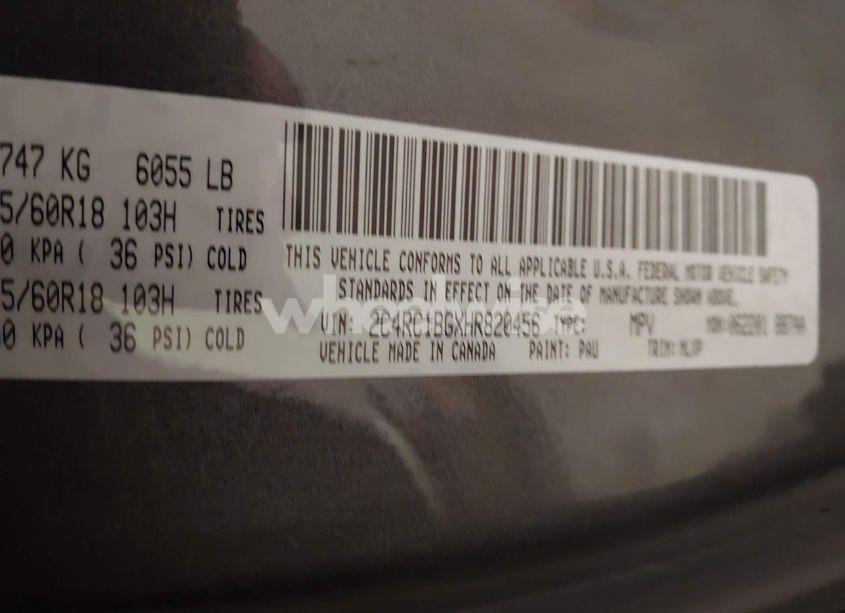 747 KG 6055 LB
5/60R18 103H TIRES
0 KPA ( 36 PSI) COLD
5/60R18 103H TIRES
0 KPA ( 36 PSI) COLD
THIS VEHICLE CONFORMS TO ALL APPLICABLE U.S.A. FEDERAL MOTOR VEHICLE SAFETY
STANDARDS IN EFFECT ON THE DATE OF MANUFACTURE SHOWN ABOVE.
VIN: 2C4RC1BGXHR820456 TYPE: MPV MDH:
VEHICLE MADE IN CANADA PAINT: PAU TRIM: